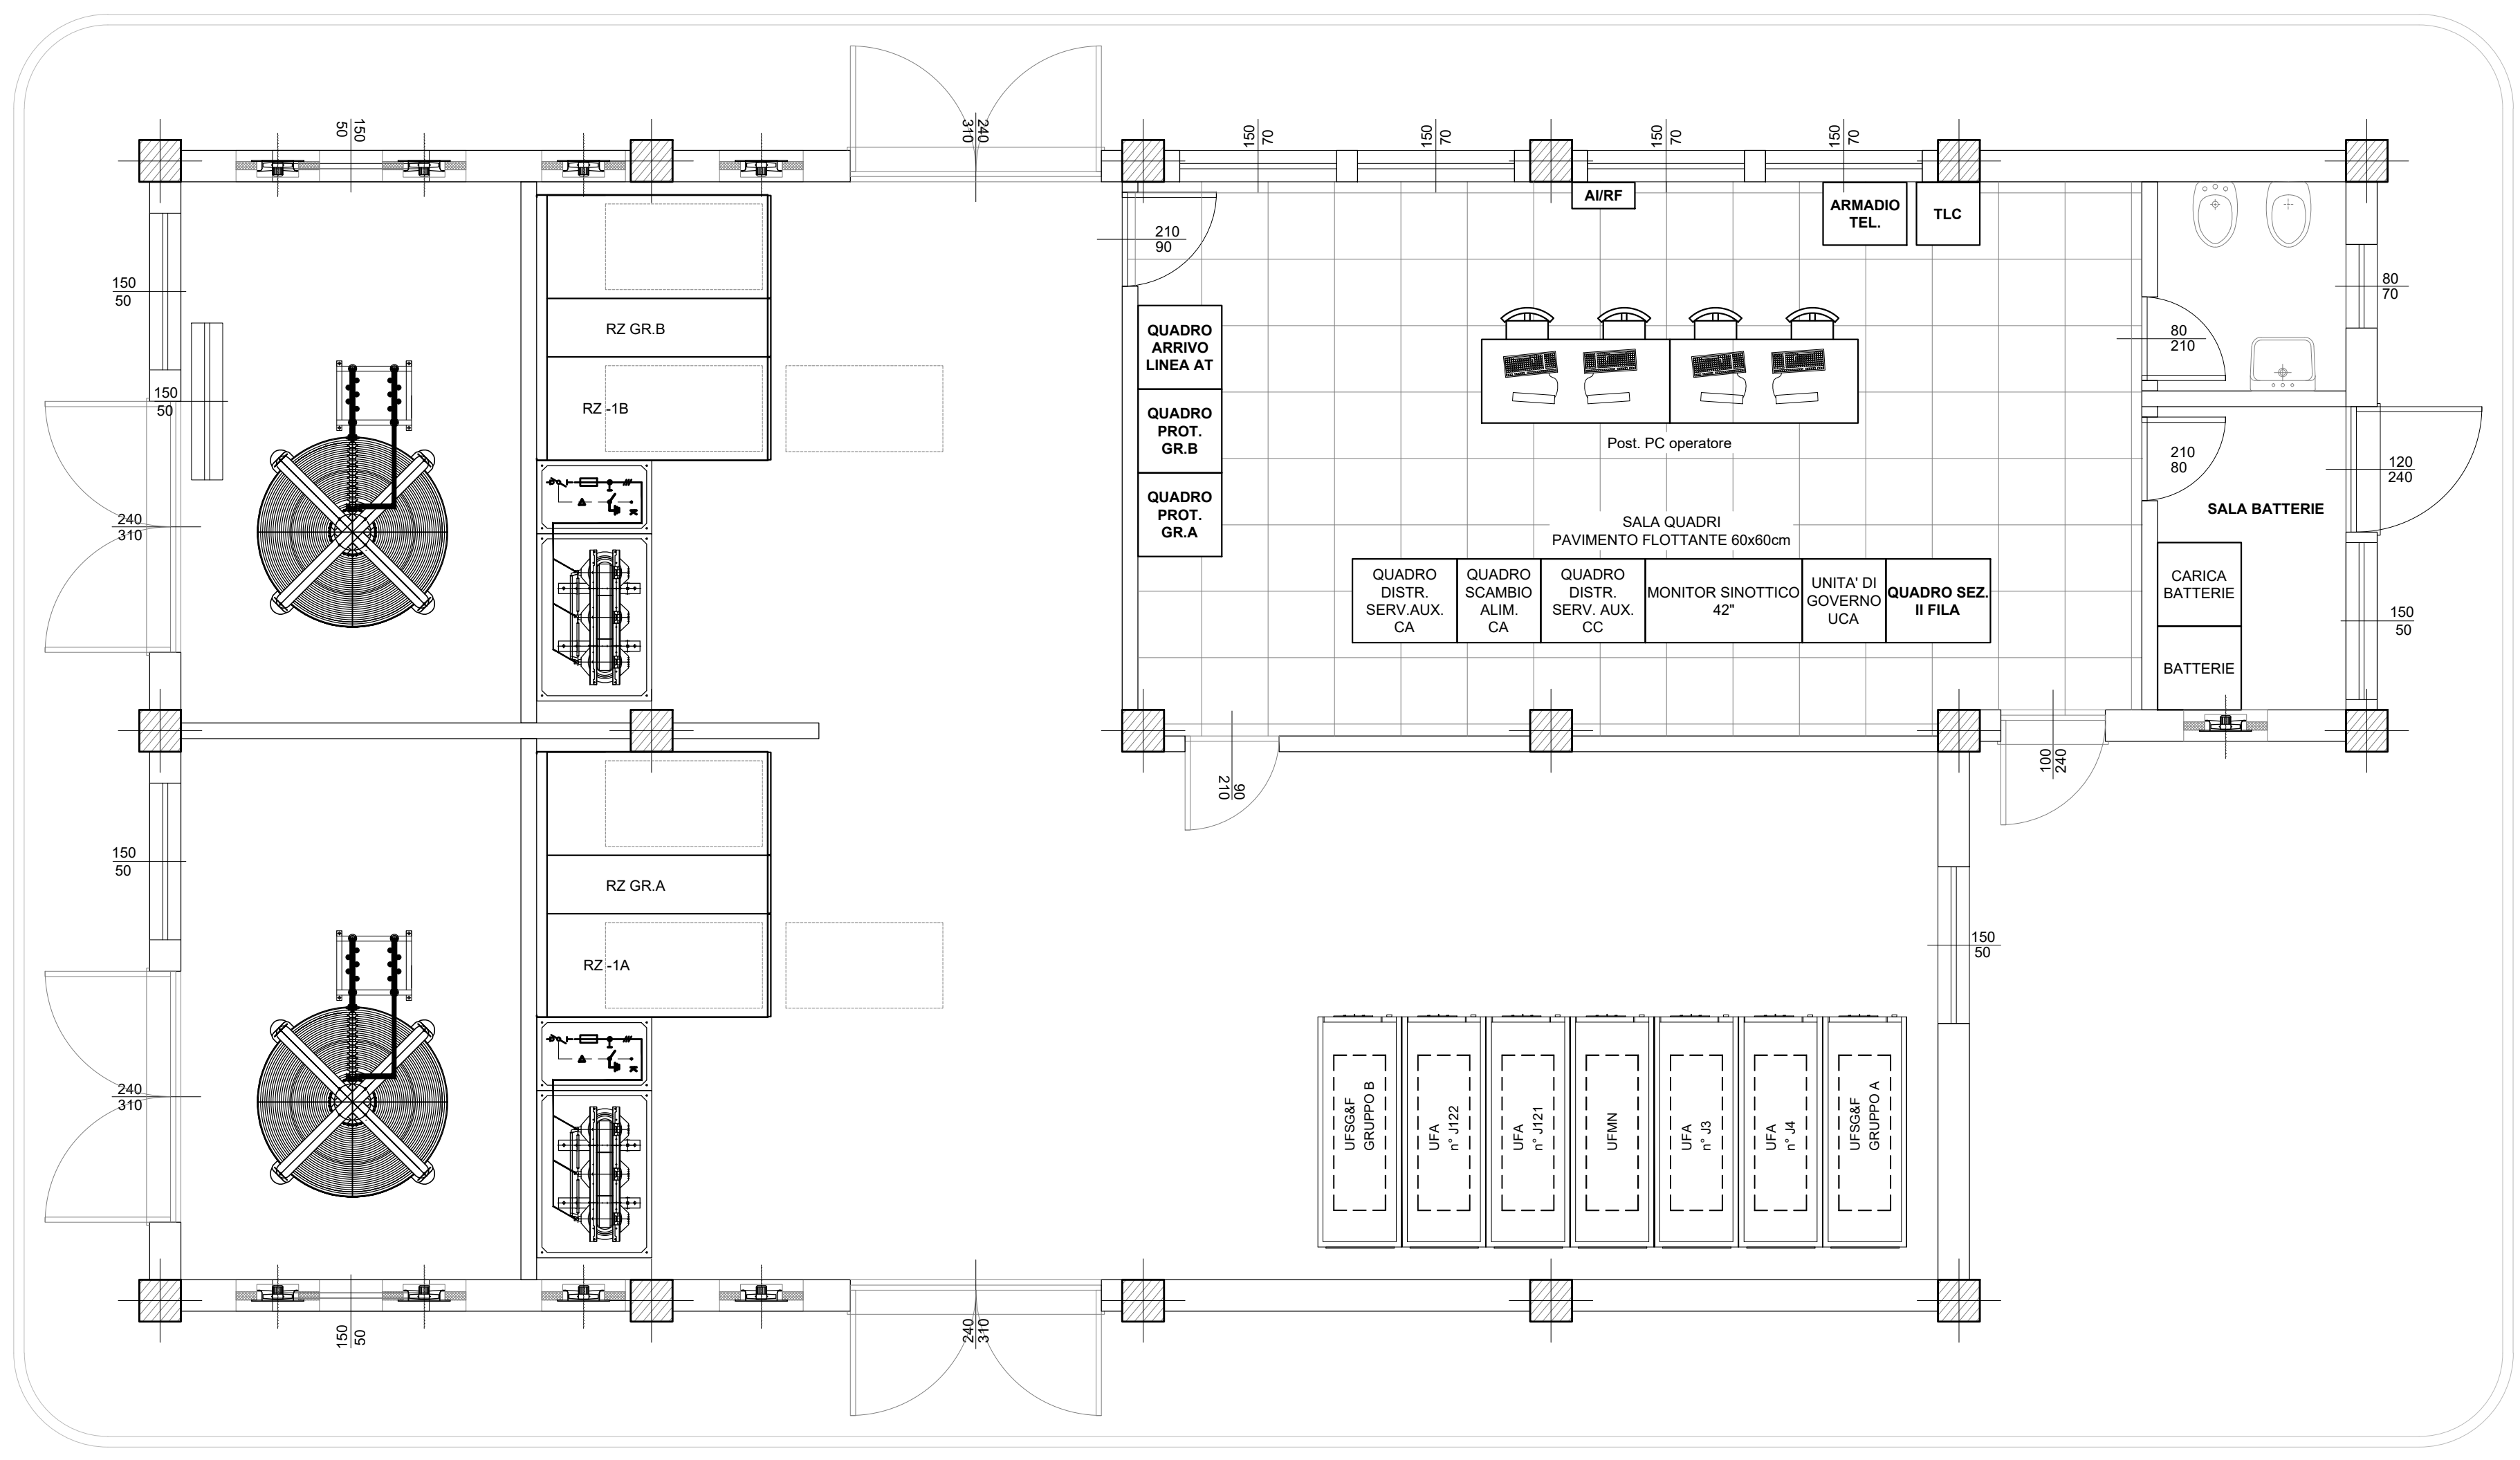 150
50
310
240
150
70
150
70
150
70
150
70
AI/RF
ARMADIO
TEL.
TLC
210
90
150
50
80
70
RZ GR.B
QUADRO
ARRIVO
LINEA AT
80
210
150
50
RZ -1B
QUADRO
PROT.
GR.B
Post. PC operatore
210
80
120
240
QUADRO
PROT.
GR.A
SALA BATTERIE
240
310
SALA QUADRI
PAVIMENTO FLOTTANTE 60x60cm
QUADRO
DISTR.
SERV.AUX.
CA
QUADRO
SCAMBIO
ALIM.
CA
QUADRO
DISTR.
SERV. AUX.
CC
MONITOR SINOTTICO
42"
UNITA' DI
GOVERNO
UCA
QUADRO SEZ.
II FILA
CARICA
BATTERIE
150
50
BATTERIE
90
210
100
240
150
50
RZ GR.A
RZ -1A
150
50
240
310
UFSG&F
GRUPPO B
UFA
n° J122
UFA
n° J121
UFMN
UFA
n° J3
UFA
n° J4
UFSG&F
GRUPPO A
150
50
240
310